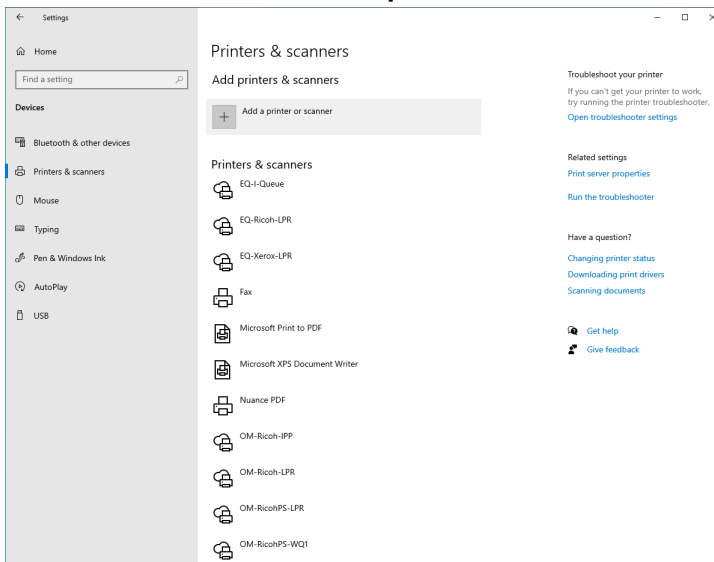 Settings
Home
Find a setting
Devices
Bluetooth & other devices
Printers & scanners
Mouse
Typing
Pen & Windows Ink
AutoPlay
USB
Printers & scanners
Add printers & scanners
Add a printer or scanner
Printers & scanners
EQ-I-Queue
EQ-Ricoh-LPR
EQ-Xerox-LPR
Fax
Microsoft Print to PDF
Microsoft XPS Document Writer
Nuance PDF
OM-Ricoh-IPP
OM-Ricoh-LPR
OM-RicohPS-LPR
OM-RicohPS-WQ1
Troubleshoot your printer
If you can't get your printer to work,
try running the printer troubleshooter.
Open troubleshooter settings
Related settings
Print server properties
Run the troubleshooter
Have a question?
Changing printer status
Downloading print drivers
Scanning documents
Get help
Give feedback